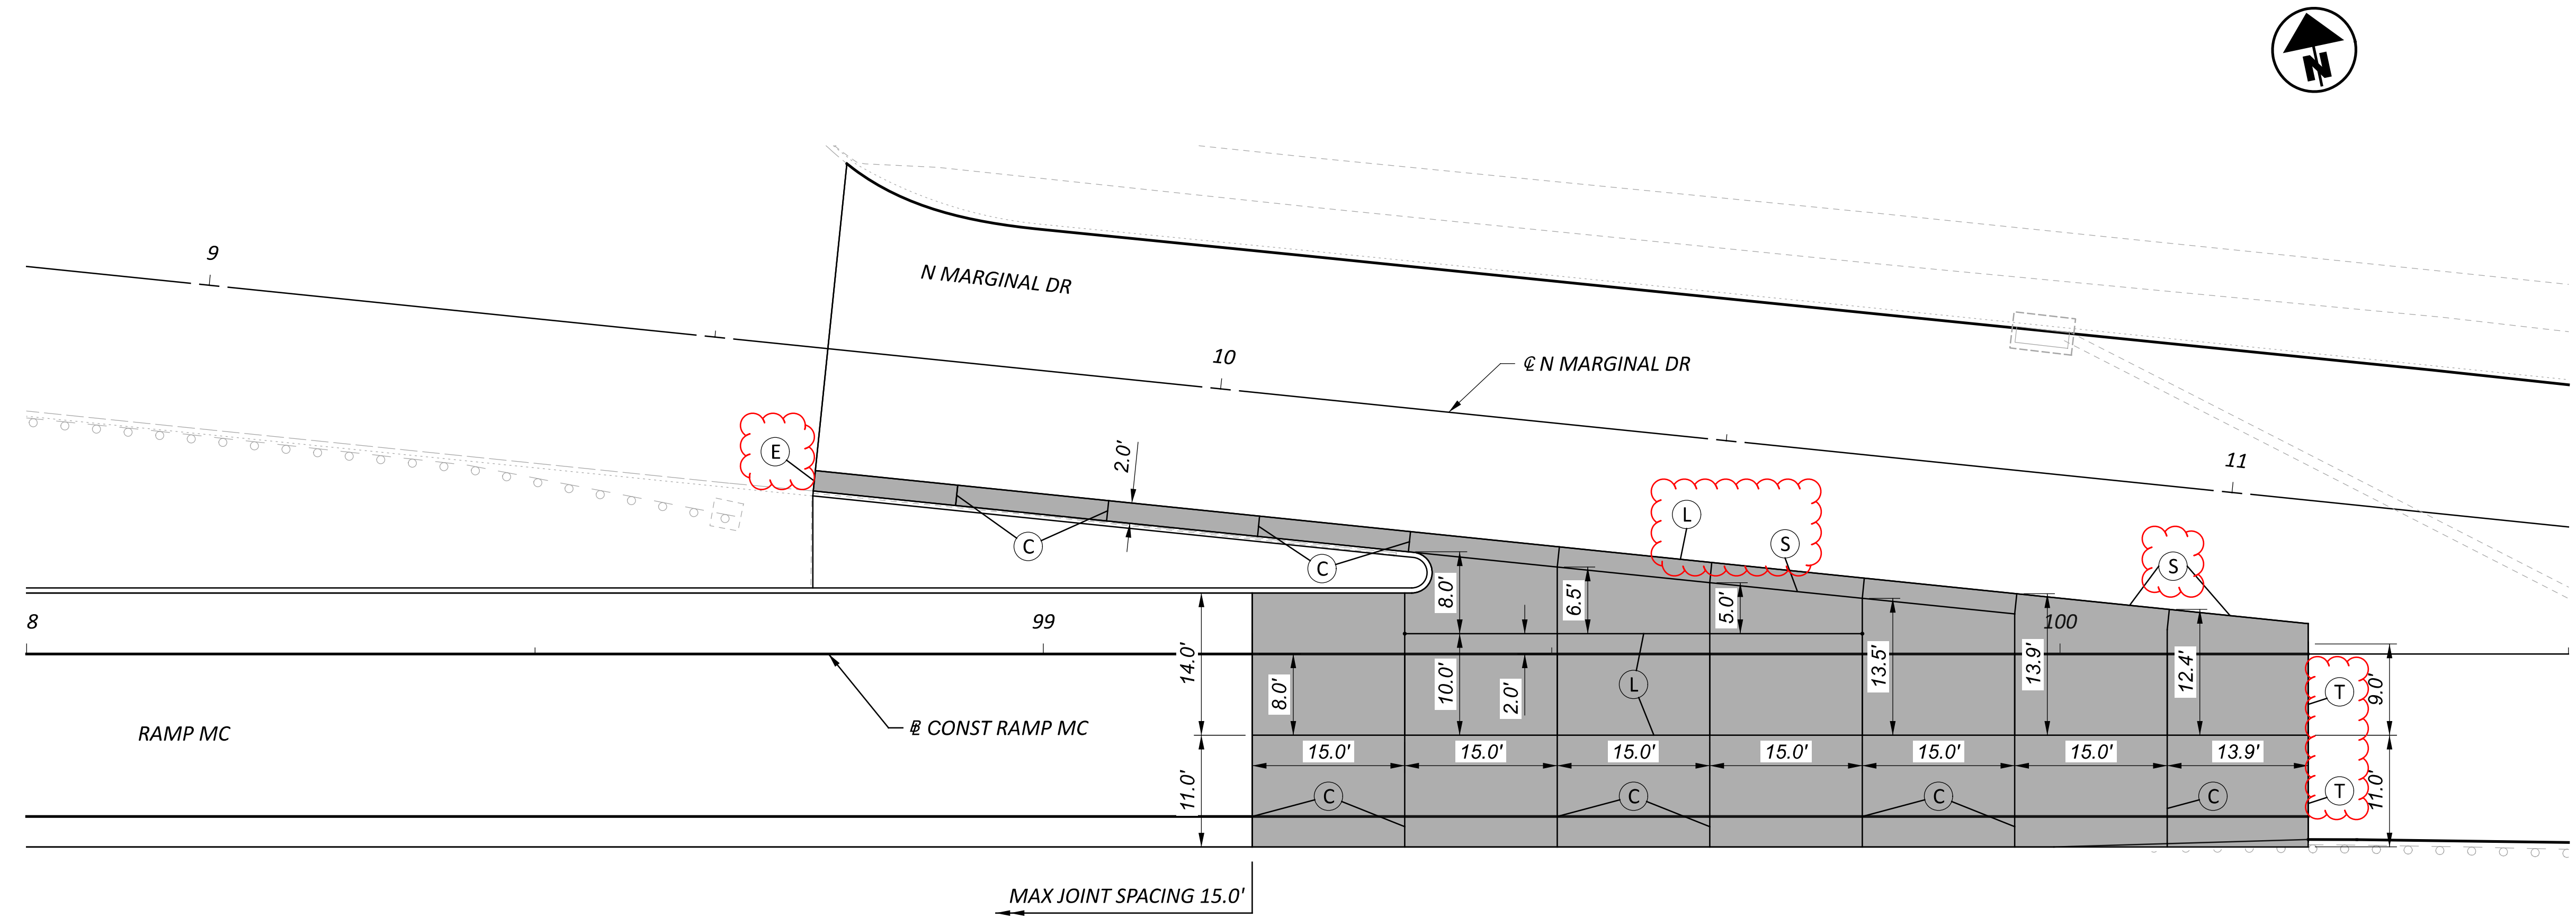 N
9
N MARGINAL DR
10
℄ N MARGINAL DR
11
E
2.0'
L
S
C
C
S
8.0'
6.5'
5.0'
8
99
100
14.0'
8.0'
10.0'
2.0'
L
13.5'
13.9'
12.4'
T
9.0'
RAMP MC
℄ CONST RAMP MC
15.0'
15.0'
15.0'
15.0'
15.0'
15.0'
13.9'
11.0'
C
C
C
C
T
11.0'
MAX JOINT SPACING 15.0'